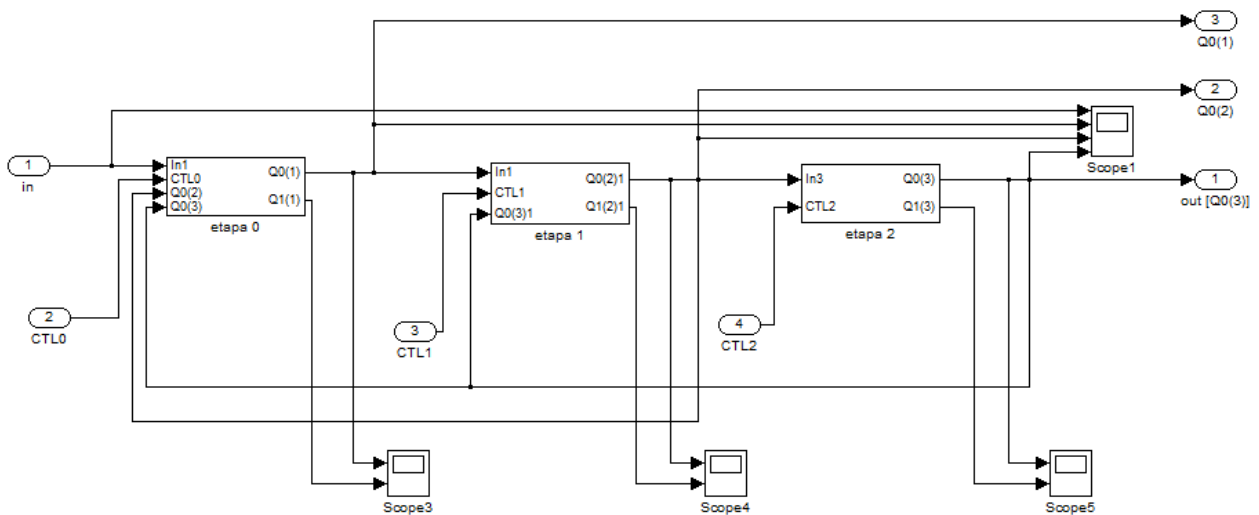 3
Q0(1)
2
Q0(2)
Scope1
1
in
In1
CTL0
Q0(2)
Q0(3)
Q0(1)
Q1(1)
etapa 0
In1
CTL1
Q0(3)1
Q0(2)1
Q1(2)1
etapa 1
In3
CTL2
Q0(3)
Q1(3)
etapa 2
1
out [Q0(3)]
2
CTL0
3
CTL1
4
CTL2
Scope3
Scope4
Scope5